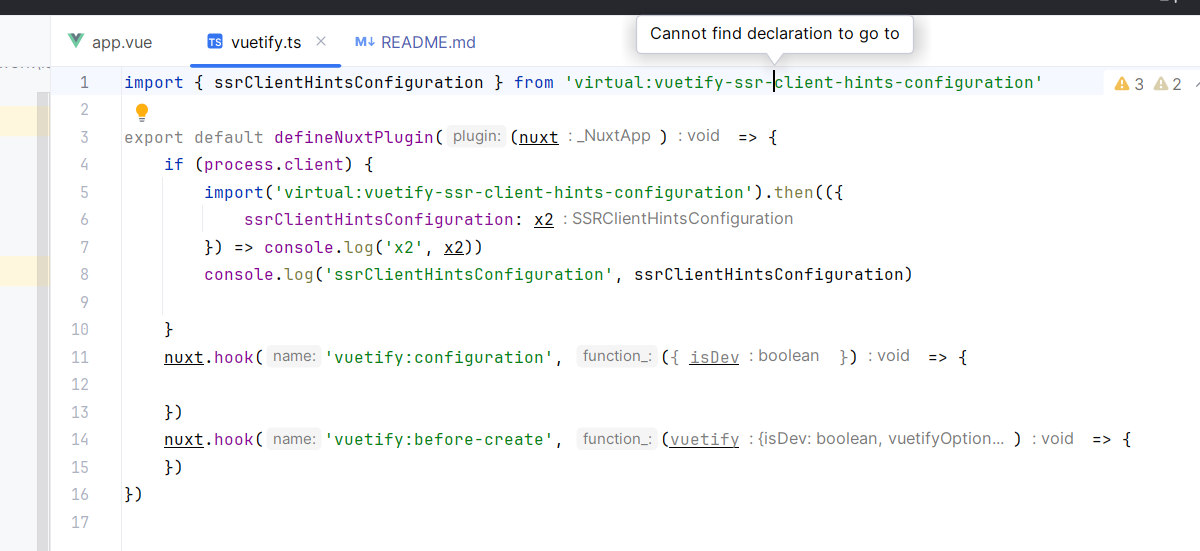 Cannot find declaration to go to
app.vue
TS vuetify.ts ×
M↓ README.md
1 import { ssrClientHintsConfiguration } from 'virtual:vuetify-ssr-client-hints-configuration'
3 2
2
3 export default defineNuxtPlugin( plugin: (nuxt : _NuxtApp ) : void => {
4 if (process.client) {
5 import('virtual:vuetify-ssr-client-hints-configuration').then(({
6 ssrClientHintsConfiguration: x2 : SSRClientHintsConfiguration
7 }) => console.log('x2', x2))
8 console.log('ssrClientHintsConfiguration', ssrClientHintsConfiguration)
9
10 }
11 nuxt.hook( name: 'vuetify:configuration', function_: ({ isDev : boolean }) : void => {
12
13 })
14 nuxt.hook( name: 'vuetify:before-create', function_: (vuetify : {isDev: boolean, vuetifyOption... ) : void => {
15 })
16 })
17